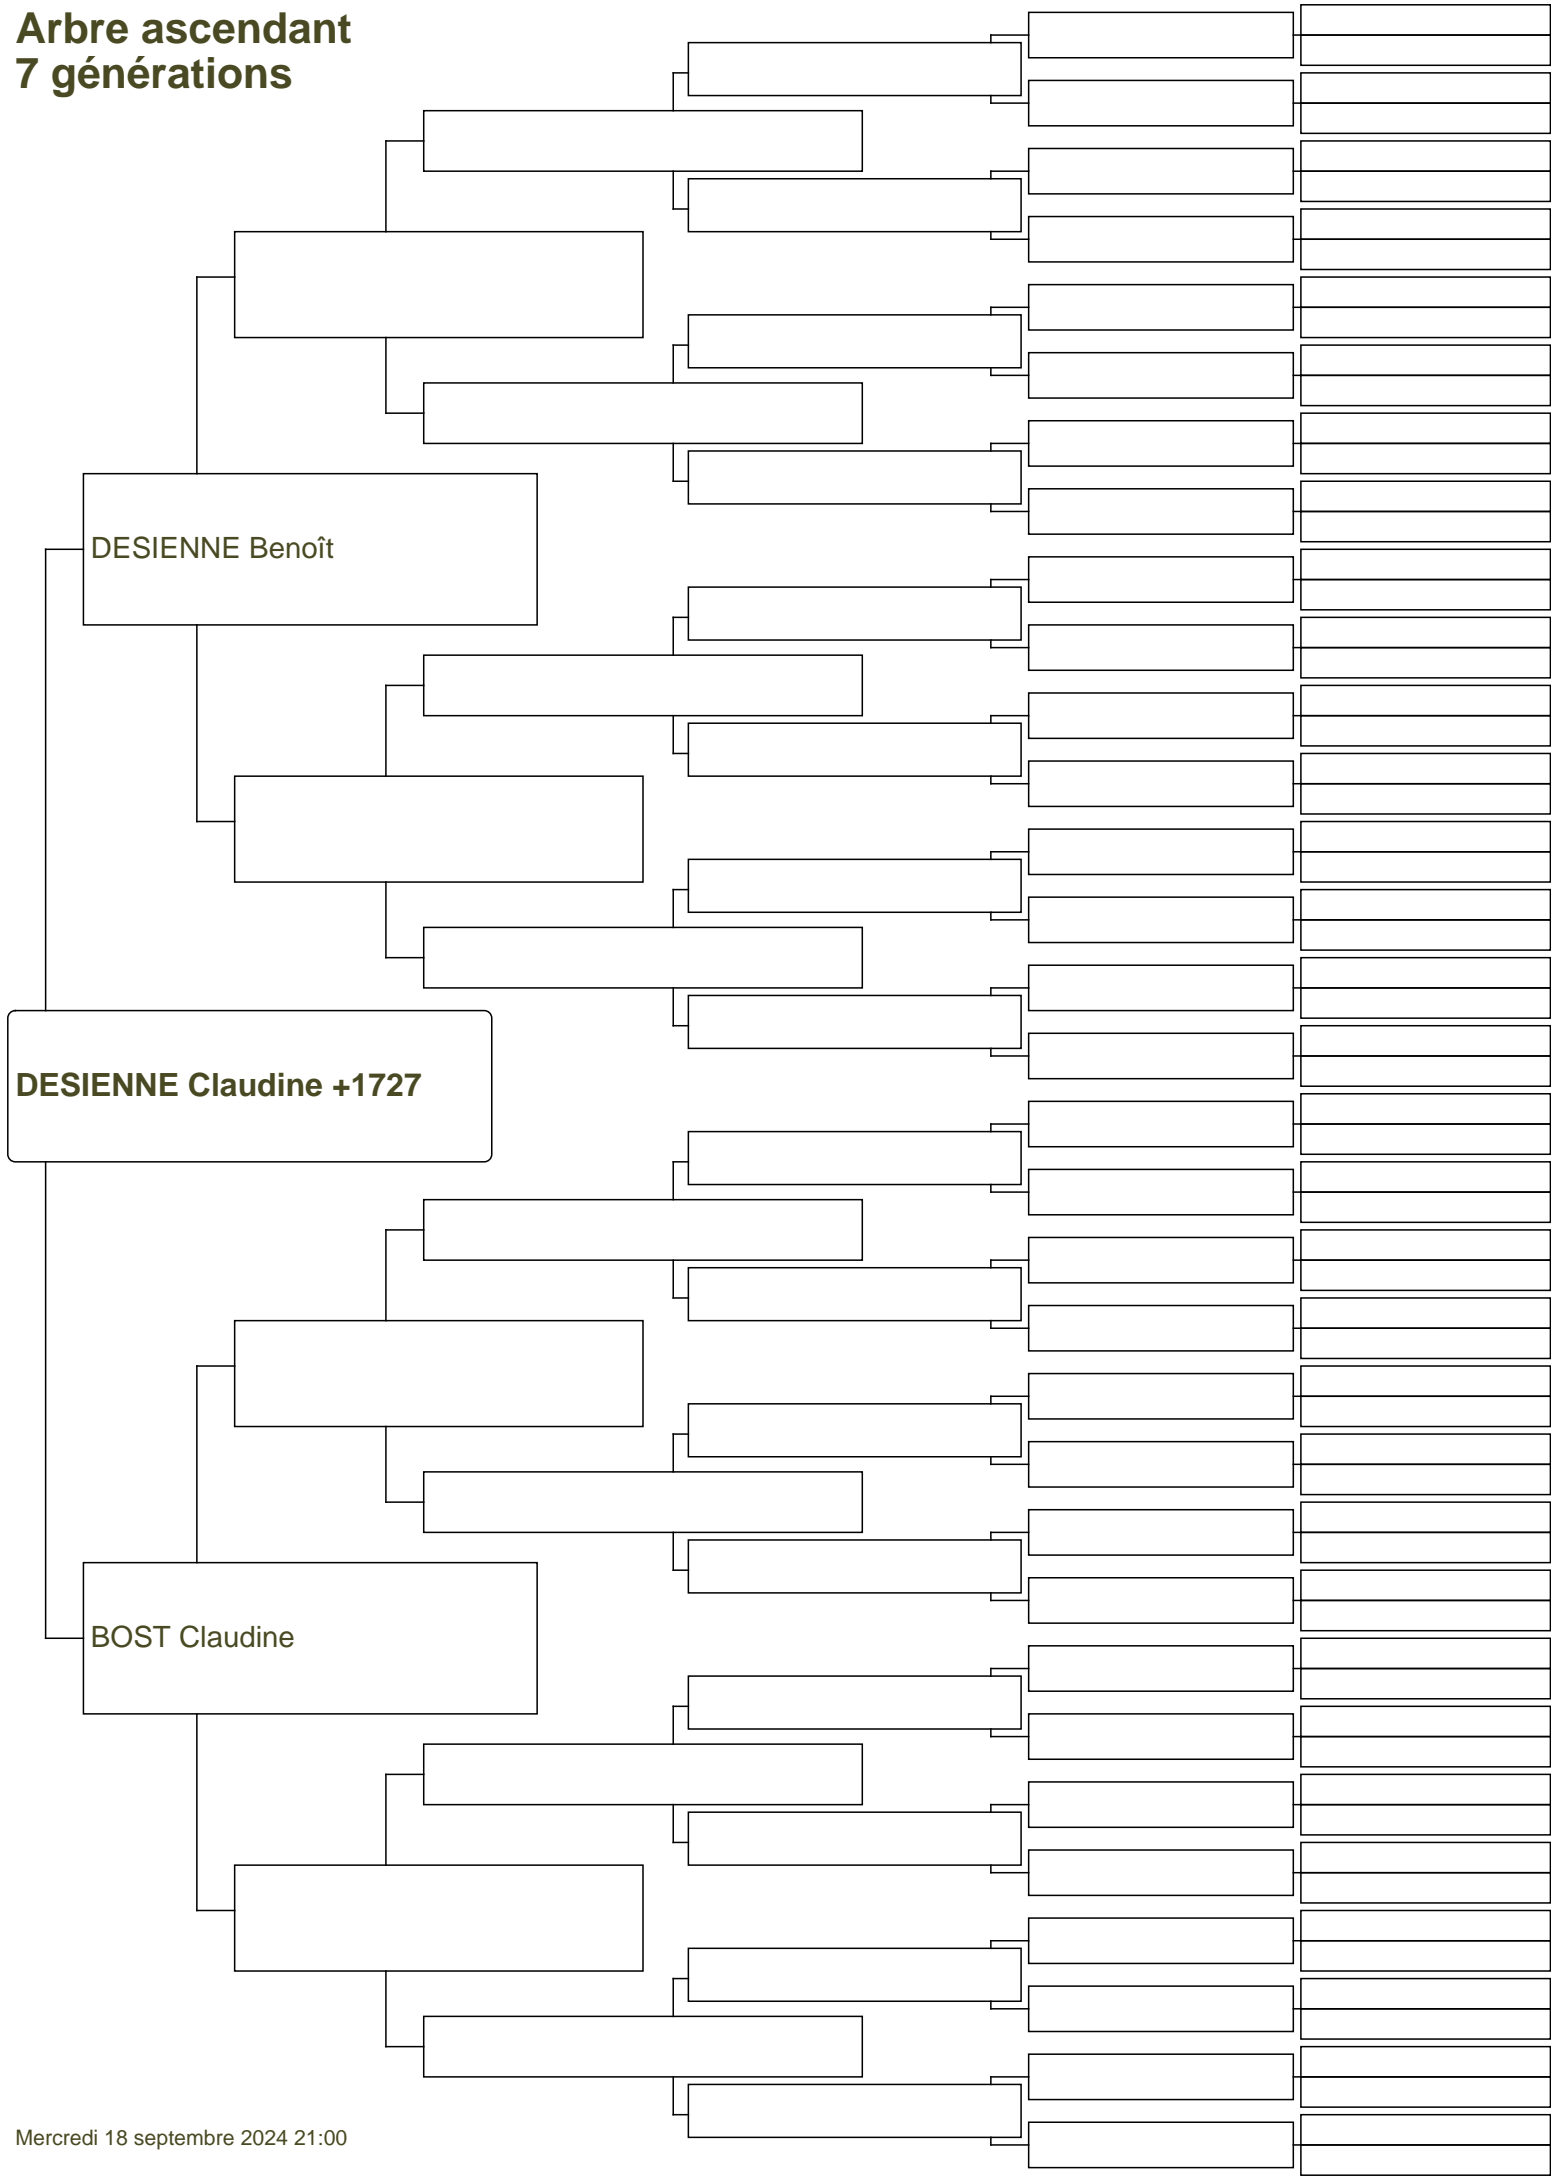 Arbre ascendant
7 générations
DESIENNE Benoît
DESIENNE Claudine +1727
BOST Claudine
Mercredi 18 septembre 2024 21:00